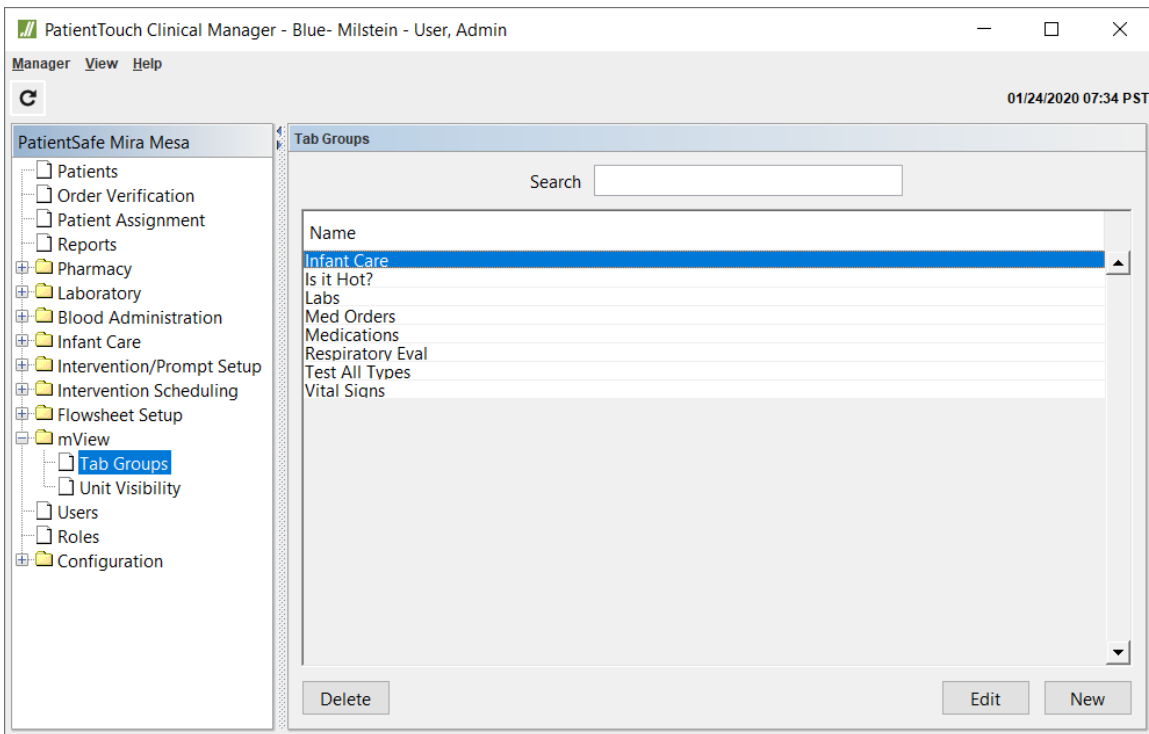 PatientTouch Clinical Manager - Blue- Milstein - User, Admin
Manager View Help
01/24/2020 07:34 PST
PatientSafe Mira Mesa
Patients
Order Verification
Patient Assignment
Reports
Pharmacy
Laboratory
Blood Administration
Infant Care
Intervention/Prompt Setup
Intervention Scheduling
Flowsheet Setup
mView
Tab Groups
Unit Visibility
Users
Roles
Configuration
Tab Groups
Search
Name
Infant Care
Is it Hot?
Labs
Med Orders
Medications
Respiratory Eval
Test All Types
Vital Signs
Delete
Edit
New